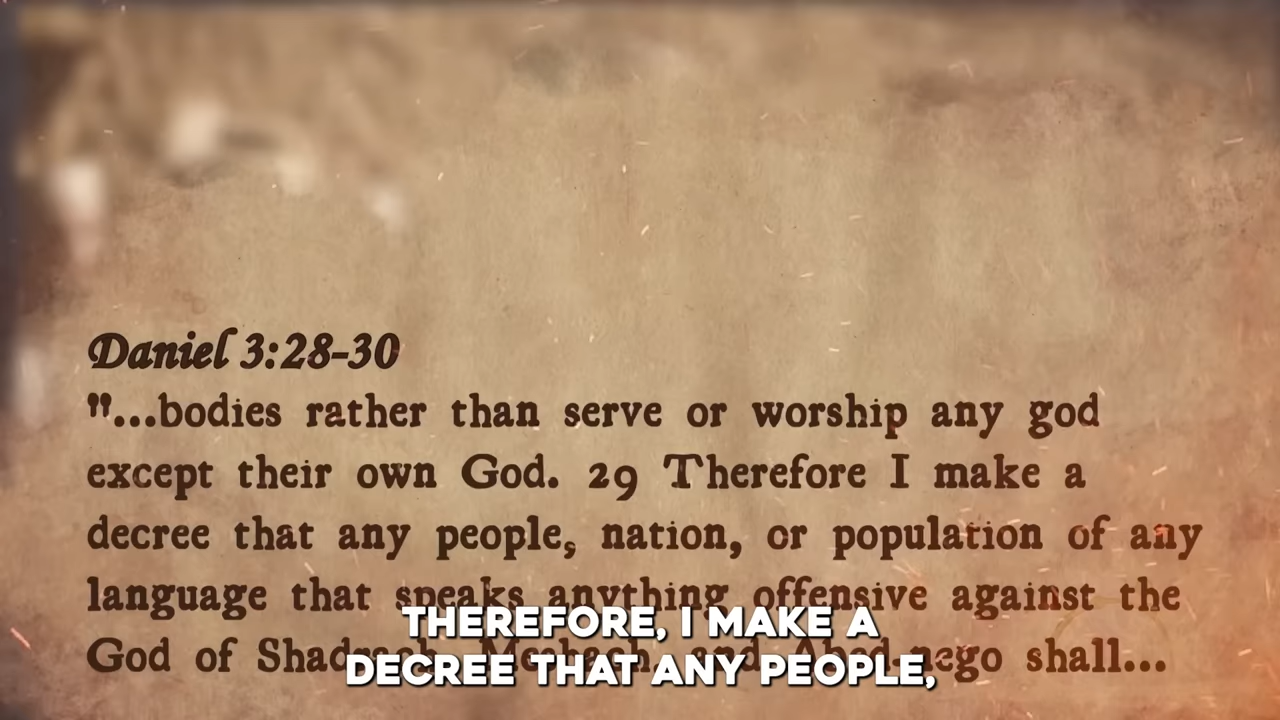 Daniel 3:28-30
"...bodies rather than serve or worship any god
except their own God. 29 Therefore I make a
decree that any people, nation, or population of any
language that speaks anything offensive against the
God of Shadrach, Meshach, and Abed-nego shall...
THEREFORE, I MAKE A
DECREE THAT ANY PEOPLE,